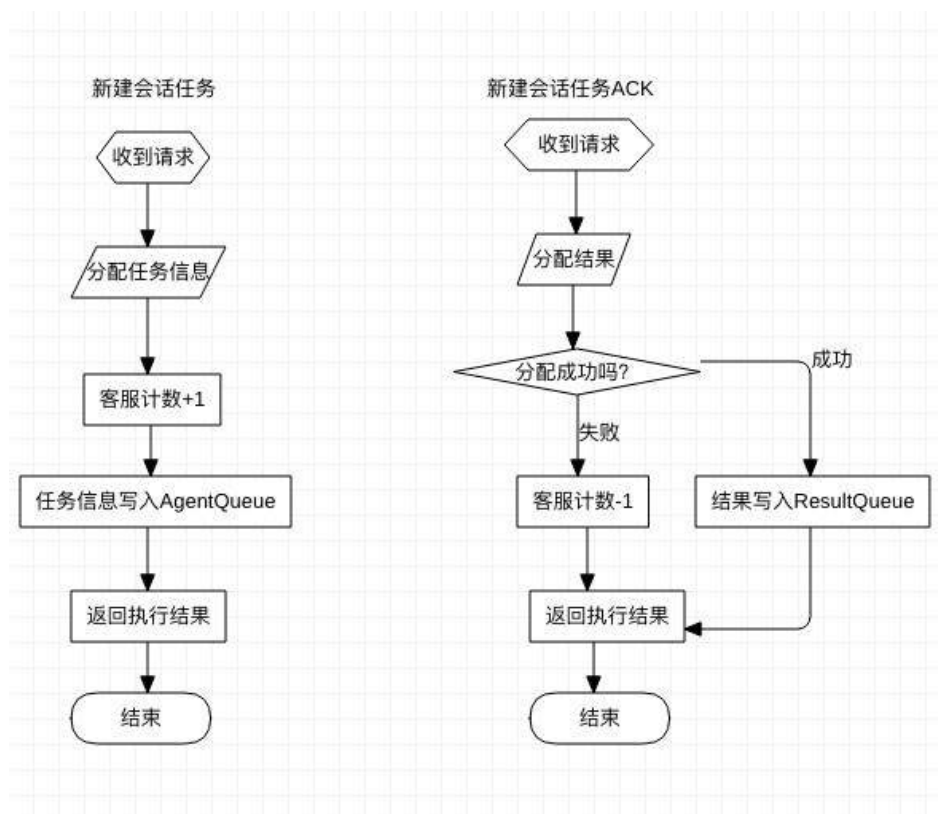 新建会话任务
收到请求
分配任务信息
客服计数+1
任务信息写入AgentQueue
返回执行结果
结束
新建会话任务ACK
收到请求
分配结果
分配成功吗?
成功
失败
客服计数-1
结果写入ResultQueue
返回执行结果
结束